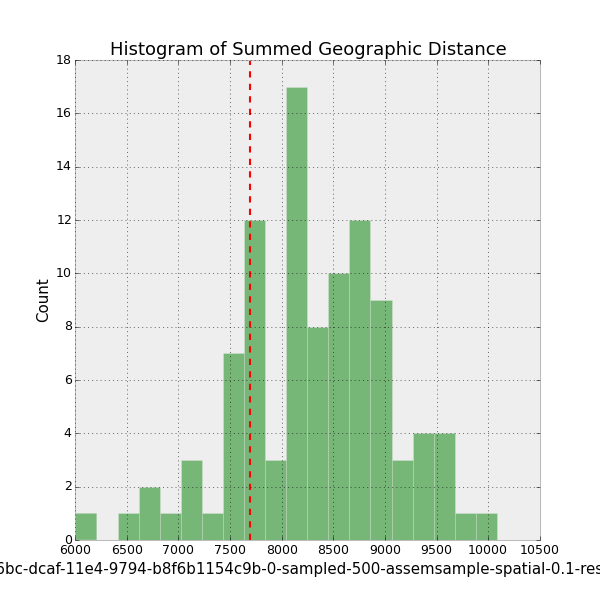 Histogram of Summed Geographic Distance
18
16
14
12
10
8
6
4
2
0
Count
6000 6500 7000 7500 8000 8500 9000 9500 10000 10500
6bc-dcaf-11e4-9794-b8f6b1154c9b-0-sampled-500-assemsample-spatial-0.1-res